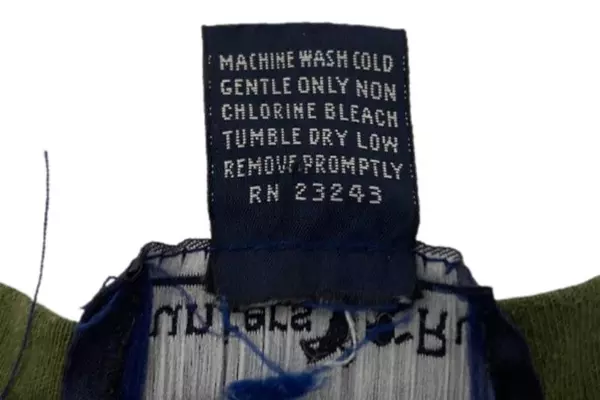 MACHINE WASH COLD
GENTLE ONLY NON
CHLORINE BLEACH
TUMBLE DRY LOW
REMOVE PROMPTLY
RN 23243